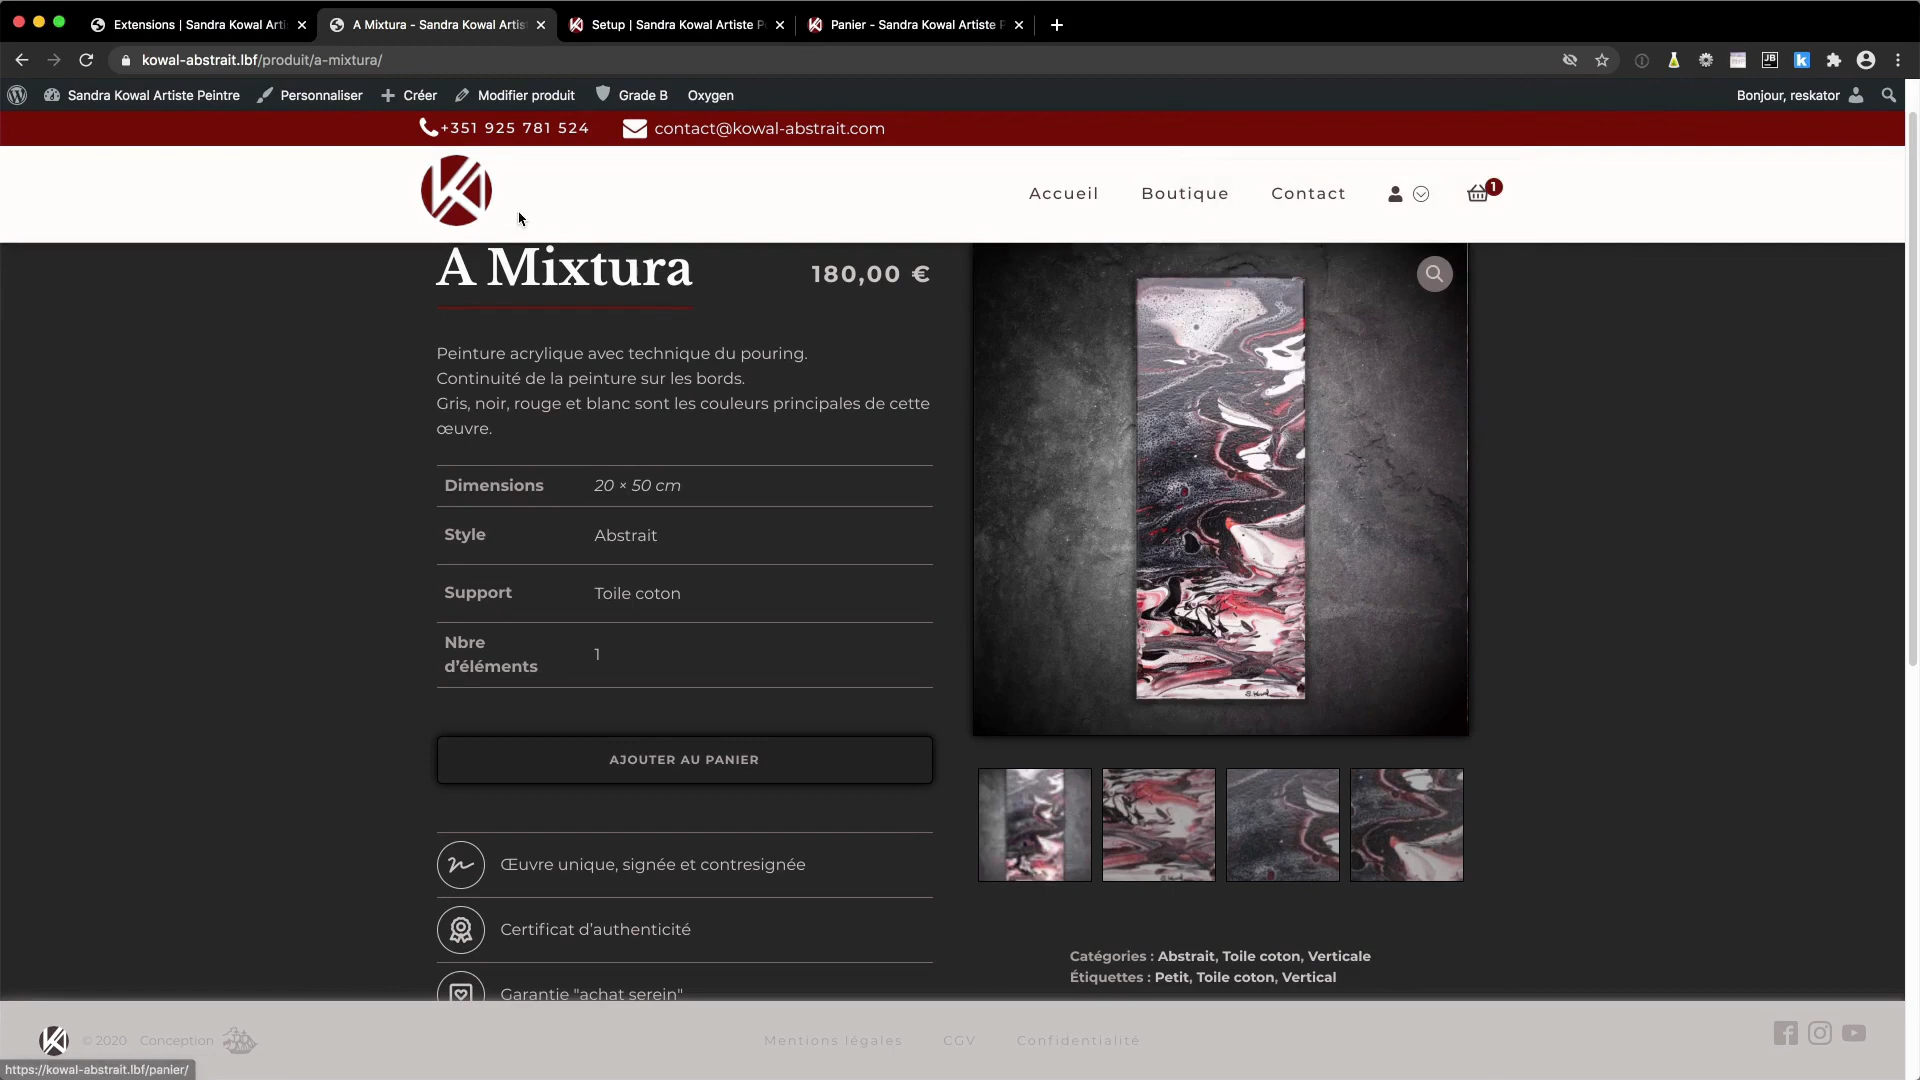 Extensions | Sandra Kowal Arti
A Mixtura - Sandra Kowal Artis
Setup | Sandra Kowal Artiste P
Panier - Sandra Kowal Artiste P
kowal-abstrait.lbf/produit/a-mixtura/
Sandra Kowal Artiste Peintre
Personnaliser
Créer
Modifier produit
Grade B
Oxygen
Bonjour, reskator
+351 925 781 524
contact@kowal-abstrait.com
Accueil
Boutique
Contact
1
A Mixtura
180,00 €
Peinture acrylique avec technique du pouring.
Continuité de la peinture sur les bords.
Gris, noir, rouge et blanc sont les couleurs principales de cette
œuvre.
Dimensions
20 × 50 cm
Style
Abstrait
Support
Toile coton
Nbre
d'éléments
1
AJOUTER AU PANIER
Œuvre unique, signée et contresignée
Certificat d'authenticité
Garantie "achat serein"
Catégories : Abstrait, Toile coton, Verticale
Étiquettes : Petit, Toile coton, Vertical
© 2020 Conception
Mentions légales
CGV
Confidentialité
https://kowal-abstrait.lbf/panier/